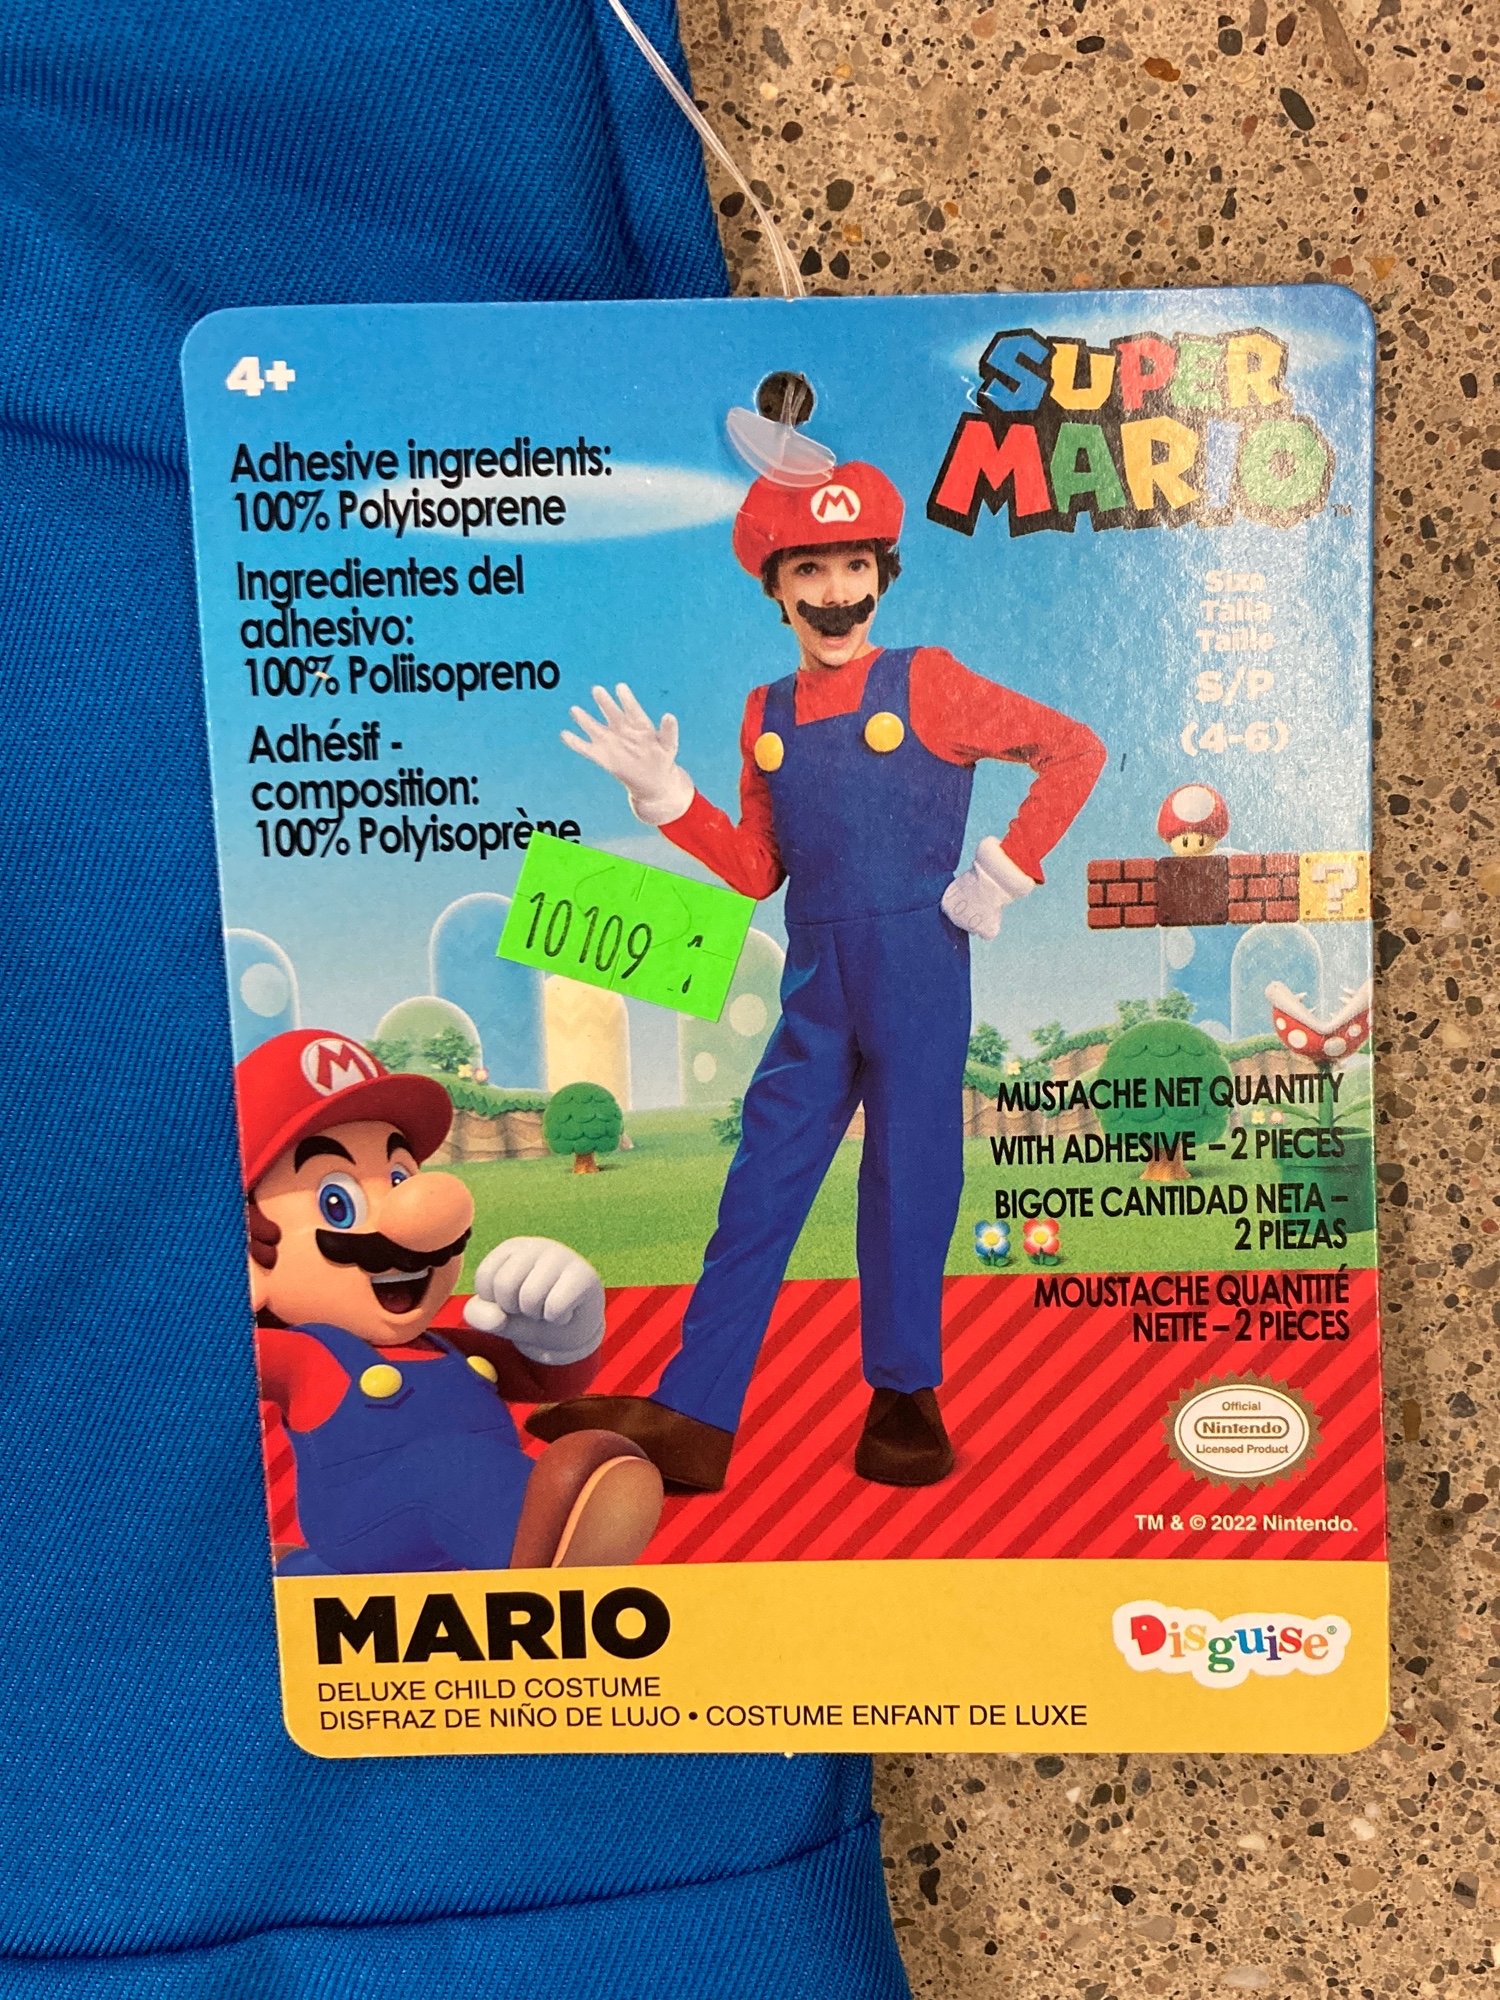 4+
SUPER
MARIO™
Adhesive ingredients:
100% Polyisoprene
Ingredientes del
adhesivo:
100% Poliisopreno
Adhésif -
composition:
100% Polyisoprène
M
Size
Talla
Taille
S/P
(4-6)
?
10109
M
MUSTACHE NET QUANTITY
WITH ADHESIVE – 2 PIECES
BIGOTE CANTIDAD NETA –
2 PIEZAS
MOUSTACHE QUANTITÉ
NETTE – 2 PIÈCES
Official
Nintendo
Licensed Product
TM & © 2022 Nintendo.
MARIO
DELUXE CHILD COSTUME
DISFRAZ DE NIÑO DE LUJO • COSTUME ENFANT DE LUXE
Disguise®